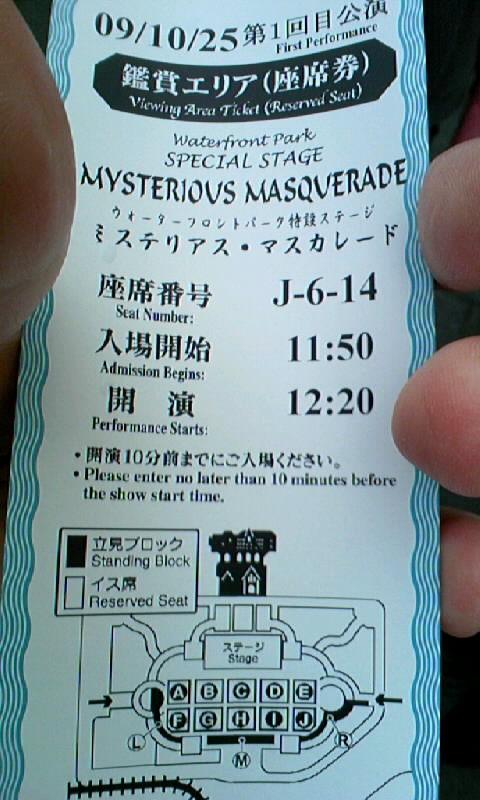 09/10/25 第1回目公演
First Performance
鑑賞エリア(座席券)
Viewing Area Ticket (Reserved Seat)
Waterfront Park
SPECIAL STAGE
MYSTERIOUS MASQUERADE
ウォーターフロントパーク特設ステージ
ミステリアス・マスカレード
座席番号 J-6-14
Seat Number:
入場開始 11:50
Admission Begins:
開 演 12:20
Performance Starts:
・開演10分前までにご入場ください。
• Please enter no later than 10 minutes before
the show start time.
立見ブロック
Standing Block
イス席
Reserved Seat
ステージ
Stage
A B C D E
F G H I J
L M R